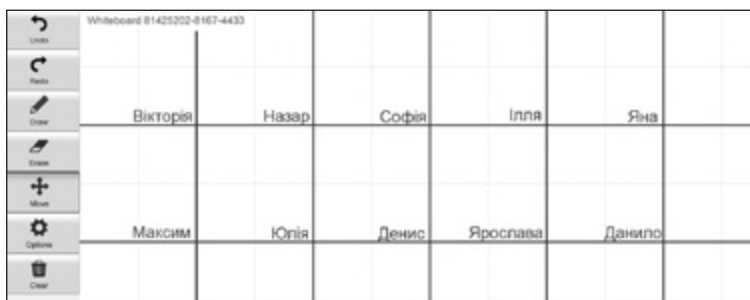 Whiteboard 81425202-8167-4433
Undo
Redo
Draw
Erase
Move
Options
Clear
Вікторія Назар Софія Ілля Яна
Максим Юлія Денис Ярослава Данило